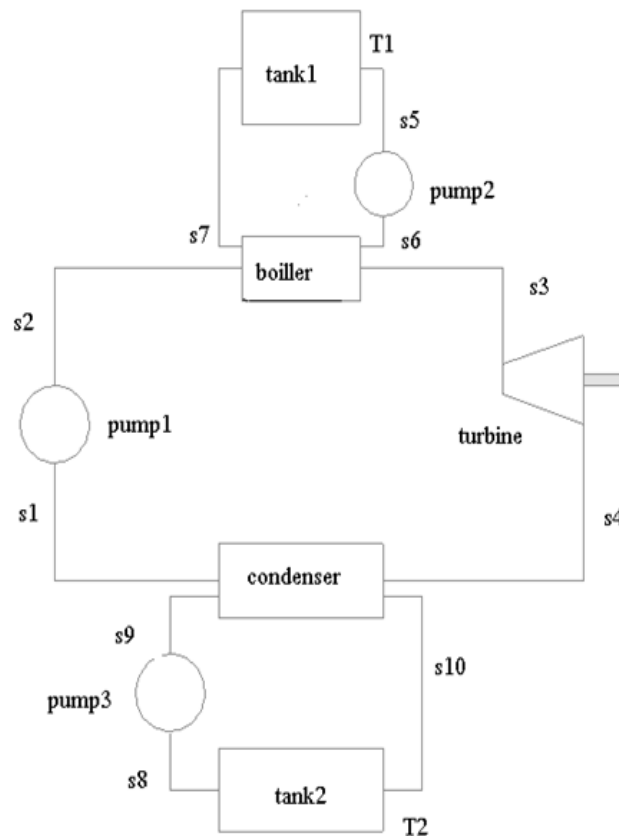 T1
tank1
s5
pump2
s7
s6
boiller
s3
s2
pump1
turbine
s1
s4
condenser
s9
s10
pump3
s8
tank2
T2